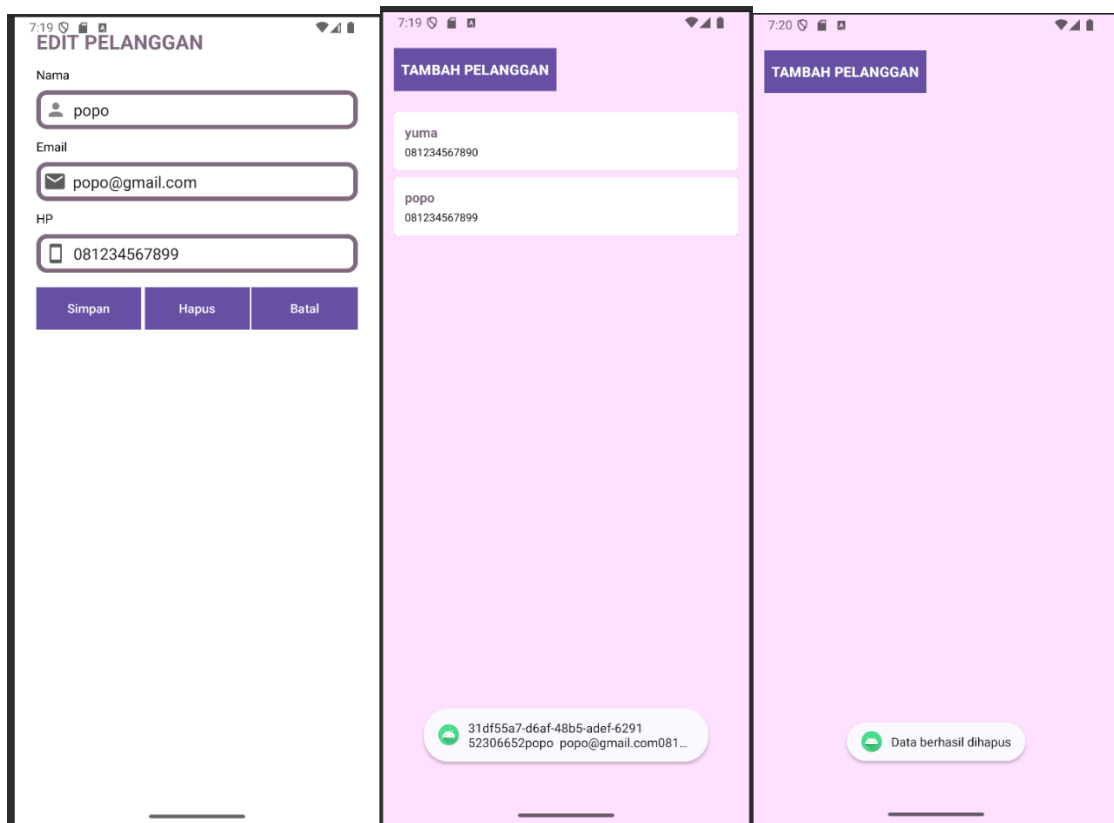 7:19
EDIT PELANGGAN
Nama
popo
Email
popo@gmail.com
HP
081234567899
Simpan Hapus Batal
7:19
TAMBAH PELANGGAN
yuma
081234567890
popo
081234567899
31df55a7-d6af-48b5-adef-6291
52306652popo popo@gmail.com081...
7:20
TAMBAH PELANGGAN
Data berhasil dihapus